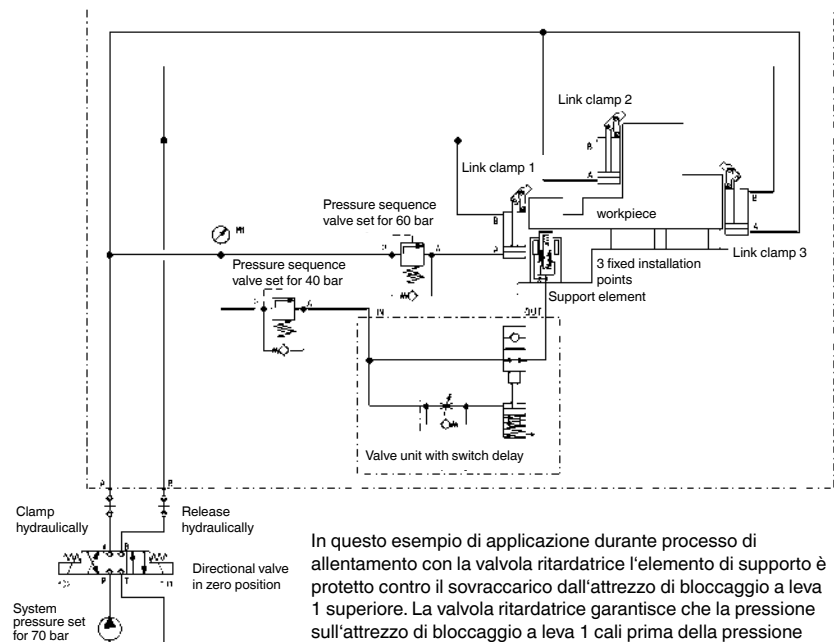 Link clamp 2
Link clamp 1
B
A
Pressure sequence
valve set for 60 bar
workpiece
M1
B
A
A
B
A
Link clamp 3
Pressure sequence
valve set for 40 bar
3 fixed installation
points
Support element
A
IN
OUT
Valve unit with switch delay
A
B
Clamp
hydraulically
Release
hydraulically
A
B
Directional valve
in zero position
P
T
System
pressure set
for 70 bar
In questo esempio di applicazione durante processo di
allentamento con la valvola ritardatrice l'elemento di supporto è
protetto contro il sovraccarico dall'attrezzo di bloccaggio a leva
1 superiore. La valvola ritardatrice garantisce che la pressione
sull'attrezzo di bloccaggio a leva 1 cali prima della pressione